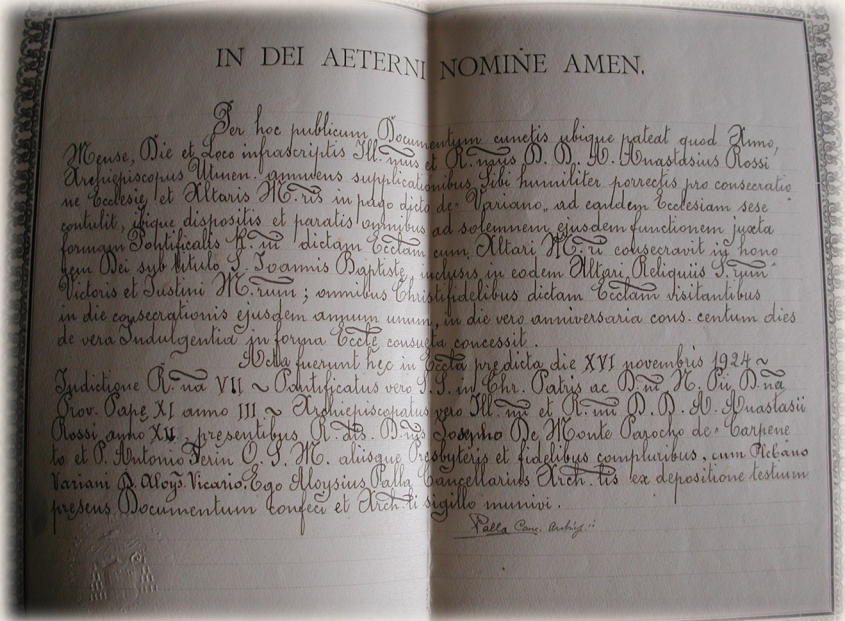 IN DEI AETERNI NOMINE AMEN.
Per hoc publicum Documentum cunctis ubique pateat quod Anno,
Mense, Die et Loco infrascriptis Ill.mus et R.mus D. D. A. Anastasius Rossi
Archiepiscopus Utinen. annuens supplicationibus Sibi humiliter porrectis pro consecratio
ne Ecclesie et Altaris M.ris in pago dicto de" Variano" ad eandem Ecclesiam sese
contulit, ibique dispositis et paratis omnibus ad solemnem ejusdem functionem juxta
formam Pontificalis dictam Ecclam cum Altari M.ri consecravit in hono
rem Dei sub titulo S. Joannis Baptiste, inclusis in eodem Altari Reliquiis S.rum
Victoris et Justini M.rum; omnibus Christifidelibus dictam Ecclam visitantibus
in die consecrationis ejusdem annum unum, in die vero anniversaria cons. centum dies
de vera Indulgentia in forma Eccle consueta concessit.
Acta fuerunt hec in Eccla predicta die XVI novembris 1924 ~
Indictione R.na VII ~ Pontificatus vero S.S. in Chr. Patris ac D.ni N. Pii D.na
Prov. Pape XI anno III ~ Archiepiscopatus vero Ill.mi et R.mi D. D. A. Anastasii
Rossi anno presentibus R.dis D.nis Josepho De Monte Parocho de" Carpene
to et P. Antonio O. S. M. aliisque Presbyteris et fidelibus compluribus, cum Plebano
Variani D. Aloys. Vicario. Ego Aloysius Palla Cancellarius Arch.lis ex depositione testium
presens Documentum confeci et Arch.li sigillo munivi.
Palla Canc.